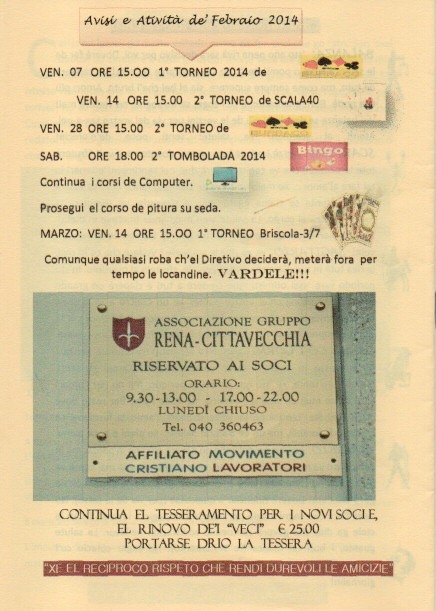 Avisi e Atività de' Febraio 2014
VEN. 07 ORE 15.00 1° TORNEO 2014 de
BURRACO
VEN. 14 ORE 15.00 2° TORNEO de SCALA40
VEN. 28 ORE 15.00 2° TORNEO de
SAB. ORE 18.00 2° TOMBOLADA 2014
Bingo
Continua i corsi de Computer.
Prosegui el corso de pitura su seda.
MARZO: VEN. 14 ORE 15.00 1° TORNEO Briscola-3/7
Comunque qualsiasi roba ch'el Diretivo deciderà, meterà fora per
tempo le locandine. VARDELE!!!
ASSOCIAZIONE GRUPPO
RENA-CITTAVECCHIA
RISERVATO AI SOCI
ORARIO:
9.30-13.00 - 17.00-22.00
LUNEDÌ CHIUSO
Tel. 040 360463
AFFILIATO MOVIMENTO
CRISTIANO LAVORATORI
CONTINUA EL TESSERAMENTO PER I NOVI SOCI E,
EL RINOVO DE'I "VECI" € 25.00
PORTARSE DRIO LA TESSERA
"XE EL RECIPROCO RISPETO CHE RENDI DUREVOLI LE AMICIZIE"